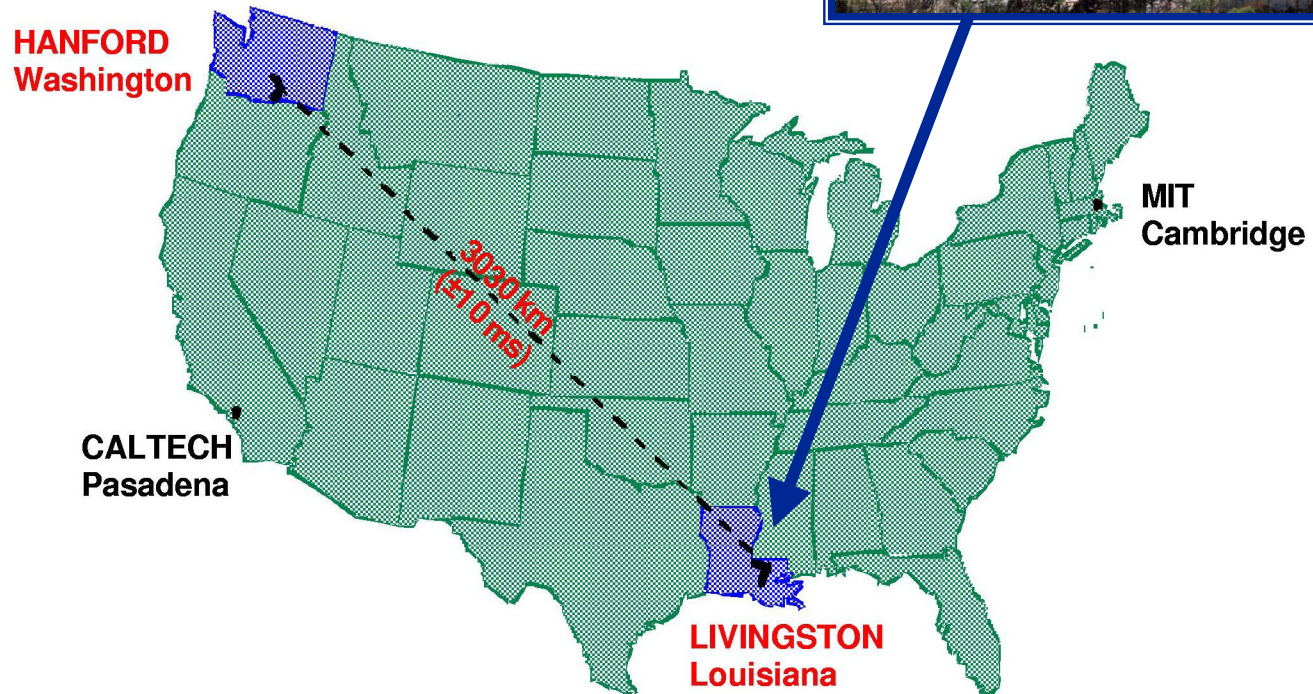 HANFORD
Washington
3030 km
(±10 ms)
MIT
Cambridge
CALTECH
Pasadena
LIVINGSTON
Louisiana